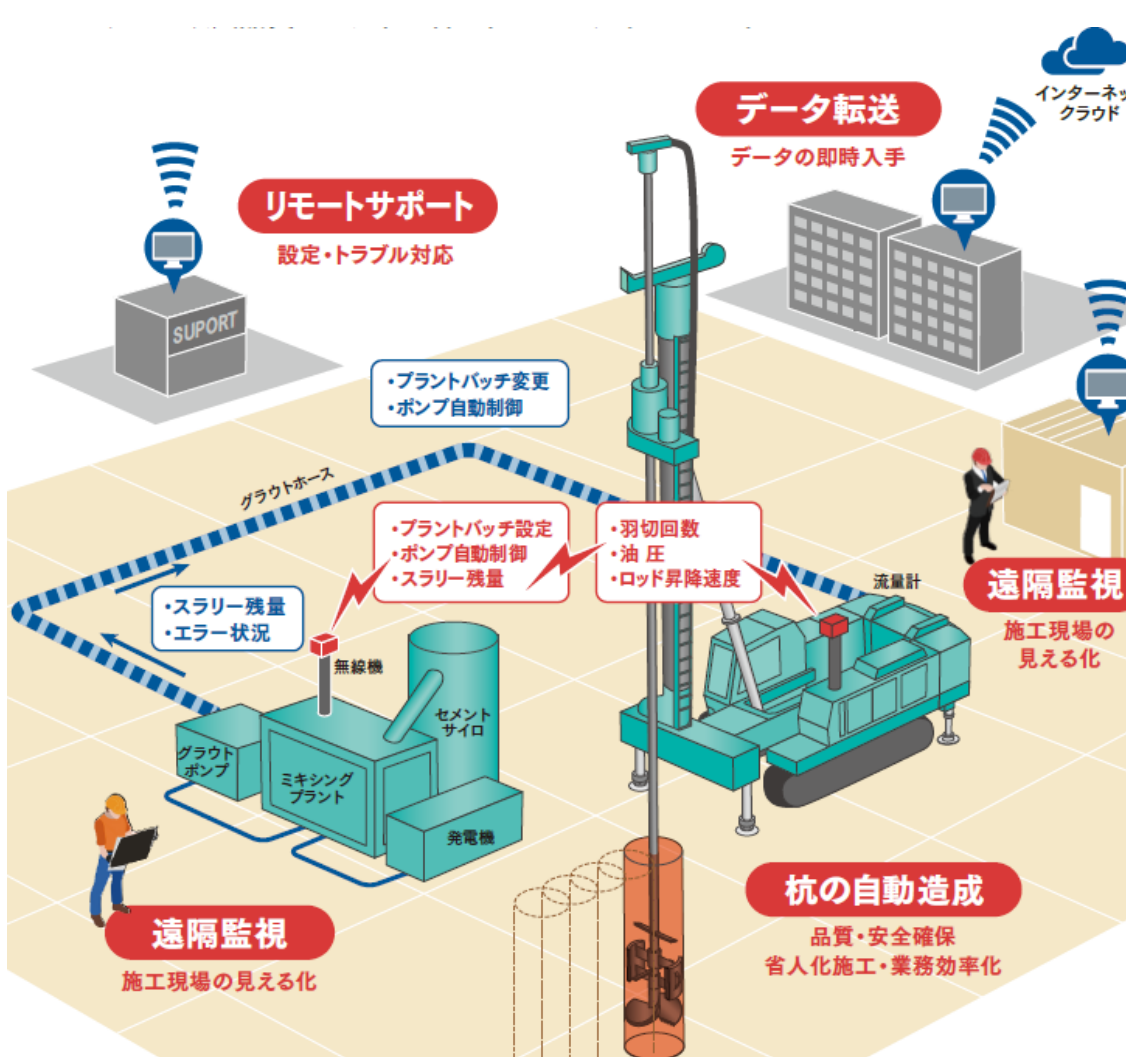 データ転送
データの即時入手
クラウド
リモートサポート
設定・トラブル対応
SUPORT
・プラントバッチ変更
・ポンプ自動制御
グラウトホース
・プラントバッチ設定
・ポンプ自動制御
・スラリー残量
・羽切回数
・油 圧
・ロッド昇降速度
流量計
遠隔監視
施工現場の
見える化
・スラリー残量
・エラー状況
無線機
セメント
サイロ
グラウト
ポンプ
ミキシング
プラント
発電機
遠隔監視
施工現場の見える化
杭の自動造成
品質・安全確保
省人化施工・業務効率化